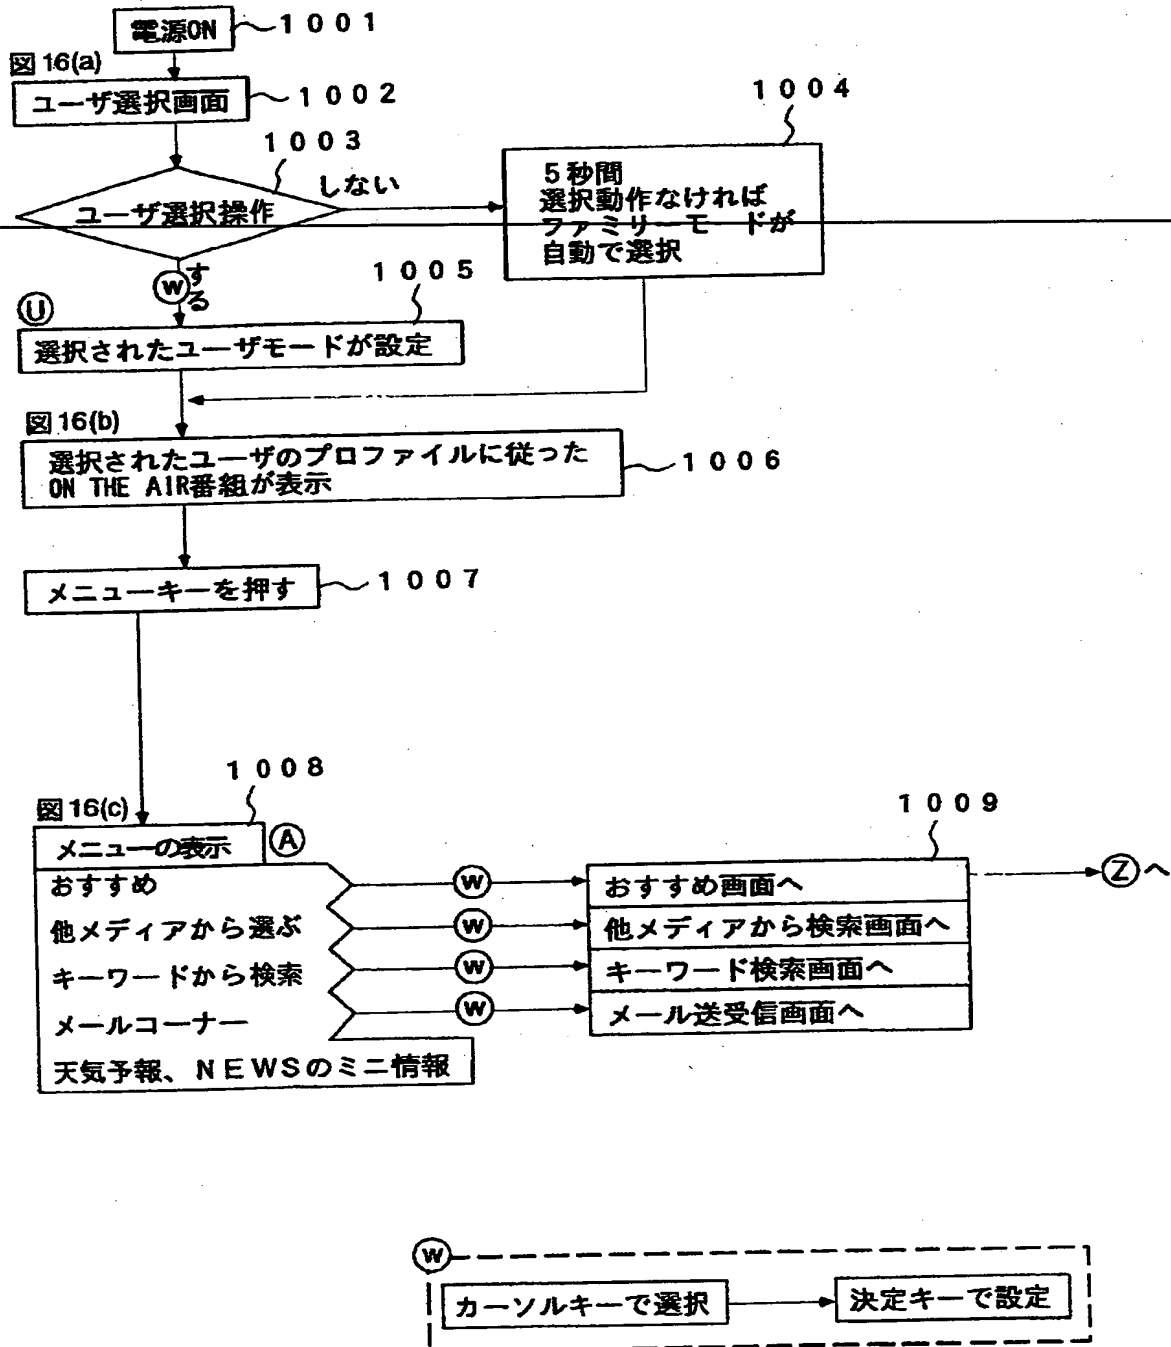 電源ON
1001
図16(a)
ユーザ選択画面
1002
1003
ユーザ選択操作
しない
1004
5秒間
選択動作なければ
ファミリーモードが
自動で選択
W
する
U
1005
選択されたユーザモードが設定
図16(b)
選択されたユーザのプロファイルに従った
ON THE AIR番組が表示
1006
メニューキーを押す
1007
1008
図16(c)
メニューの表示
A
1009
おすすめ
W
おすすめ画面へ
Zへ
他メディアから選ぶ
W
他メディアから検索画面へ
キーワードから検索
W
キーワード検索画面へ
メールコーナー
W
メール送受信画面へ
天気予報、NEWSのミニ情報
W
カーソルキーで選択
決定キーで設定